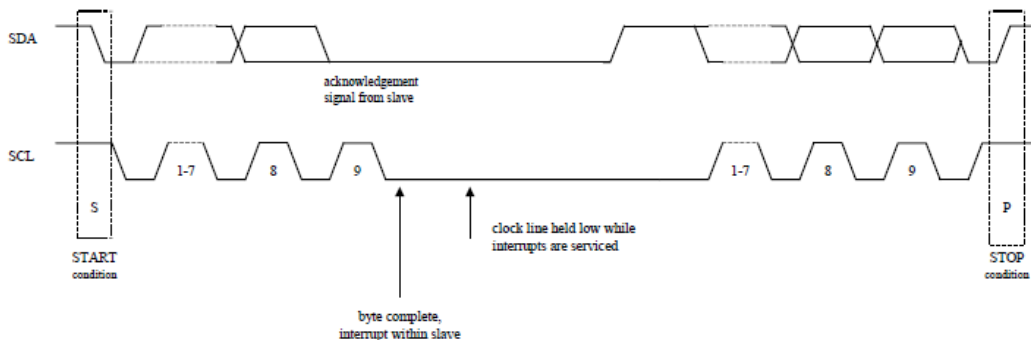 SDA
acknowledgement
signal from slave
SCL
1-7
8
9
1-7
8
9
S
P
clock line held low while
interrupts are serviced
START
condition
STOP
condition
byte complete,
interrupt within slave